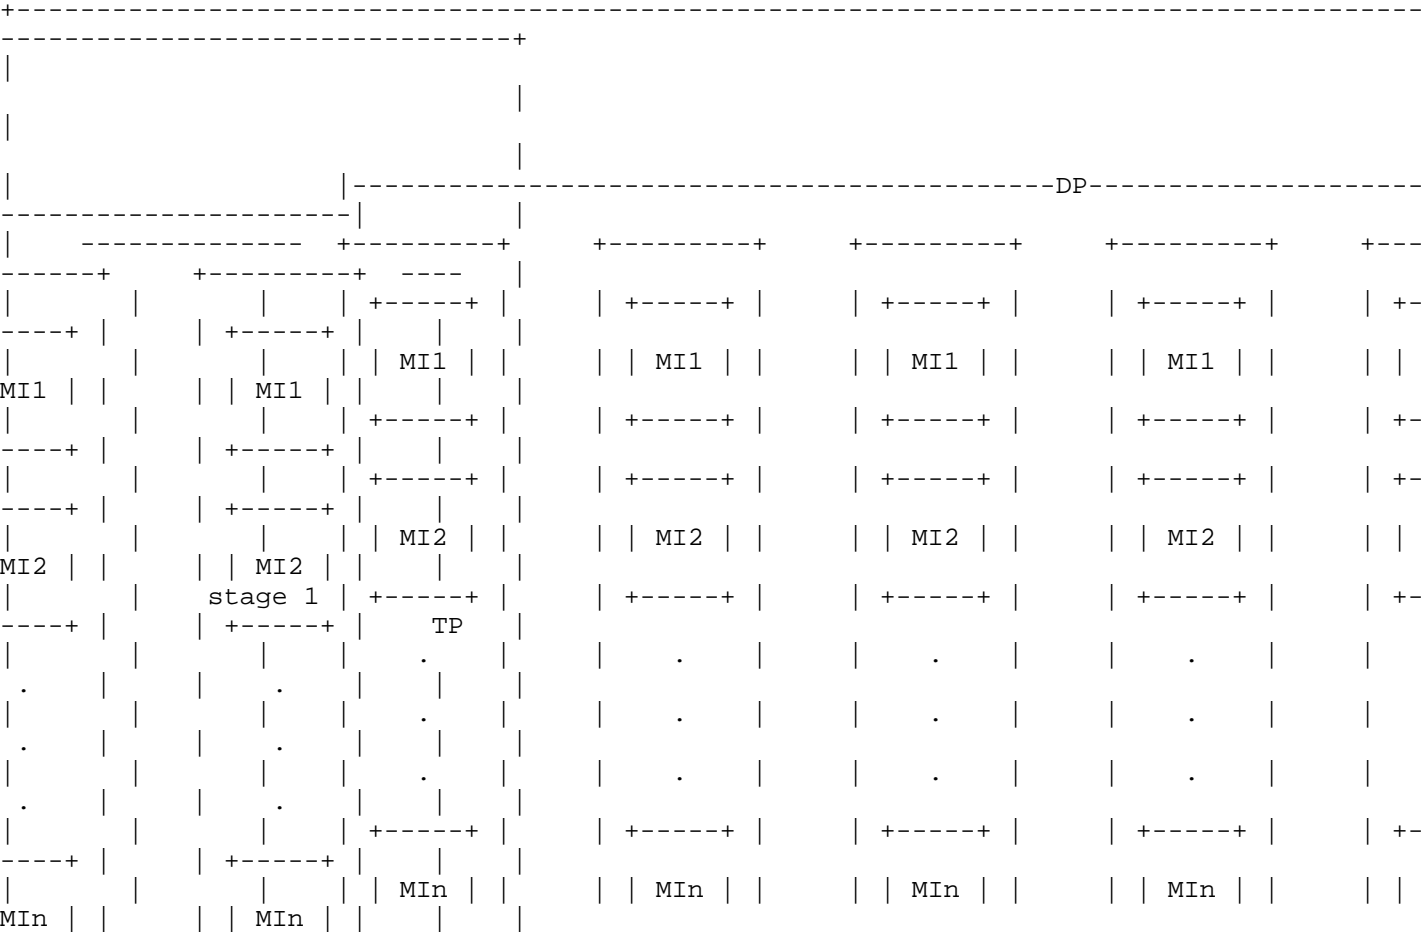 +----------------------------------------------------------------------------------------
--------------------------------+
|
                                |
|
                                |
|                    |--------------------------------------------DP---------------------
----------------------|          |
|    --------------  +---------+     +---------+     +---------+     +---------+     +---
------+     +---------+  ----   |
|       |       |    | +-----+ |     | +-----+ |     | +-----+ |     | +-----+ |     | +-
----+ |     | +-----+ |    |    |
|       |       |    | | MI1 | |     | | MI1 | |     | | MI1 | |     | | MI1 | |     | |
MI1 | |     | | MI1 | |    |    |
|       |       |    | +-----+ |     | +-----+ |     | +-----+ |     | +-----+ |     | +-
----+ |     | +-----+ |    |    |
|       |       |    | +-----+ |     | +-----+ |     | +-----+ |     | +-----+ |     | +-
----+ |     | +-----+ |    |    |
|       |       |    | | MI2 | |     | | MI2 | |     | | MI2 | |     | | MI2 | |     | |
MI2 | |     | | MI2 | |    |    |
|       |    stage 1 | +-----+ |     | +-----+ |     | +-----+ |     | +-----+ |     | +-
----+ |     | +-----+ |    TP   |
|       |       |    |    .    |     |    .    |     |    .    |     |    .    |     |
 .    |     |    .    |    |    |
|       |       |    |    .    |     |    .    |     |    .    |     |    .    |     |
 .    |     |    .    |    |    |
|       |       |    |    .    |     |    .    |     |    .    |     |    .    |     |
 .    |     |    .    |    |    |
|       |       |    | +-----+ |     | +-----+ |     | +-----+ |     | +-----+ |     | +-
----+ |     | +-----+ |    |    |
|       |       |    | | MIn | |     | | MIn | |     | | MIn | |     | | MIn | |     | |
MIn | |     | | MIn | |    |    |